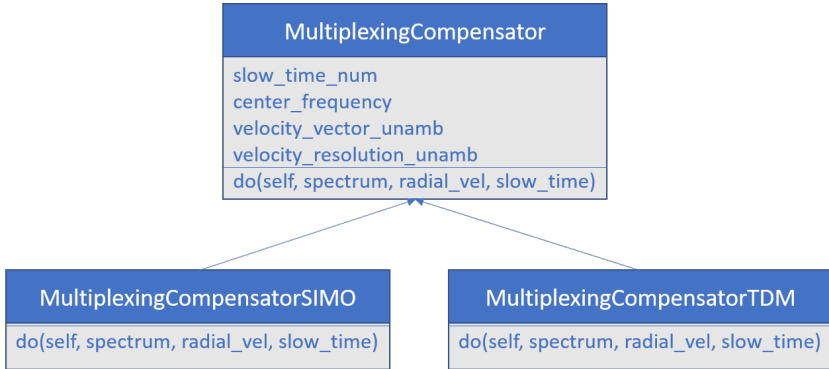 MultiplexingCompensator
slow_time_num
center_frequency
velocity_vector_unamb
velocity_resolution_unamb
do(self, spectrum, radial_vel, slow_time)
MultiplexingCompensatorSIMO
do(self, spectrum, radial_vel, slow_time)
MultiplexingCompensatorTDM
do(self, spectrum, radial_vel, slow_time)